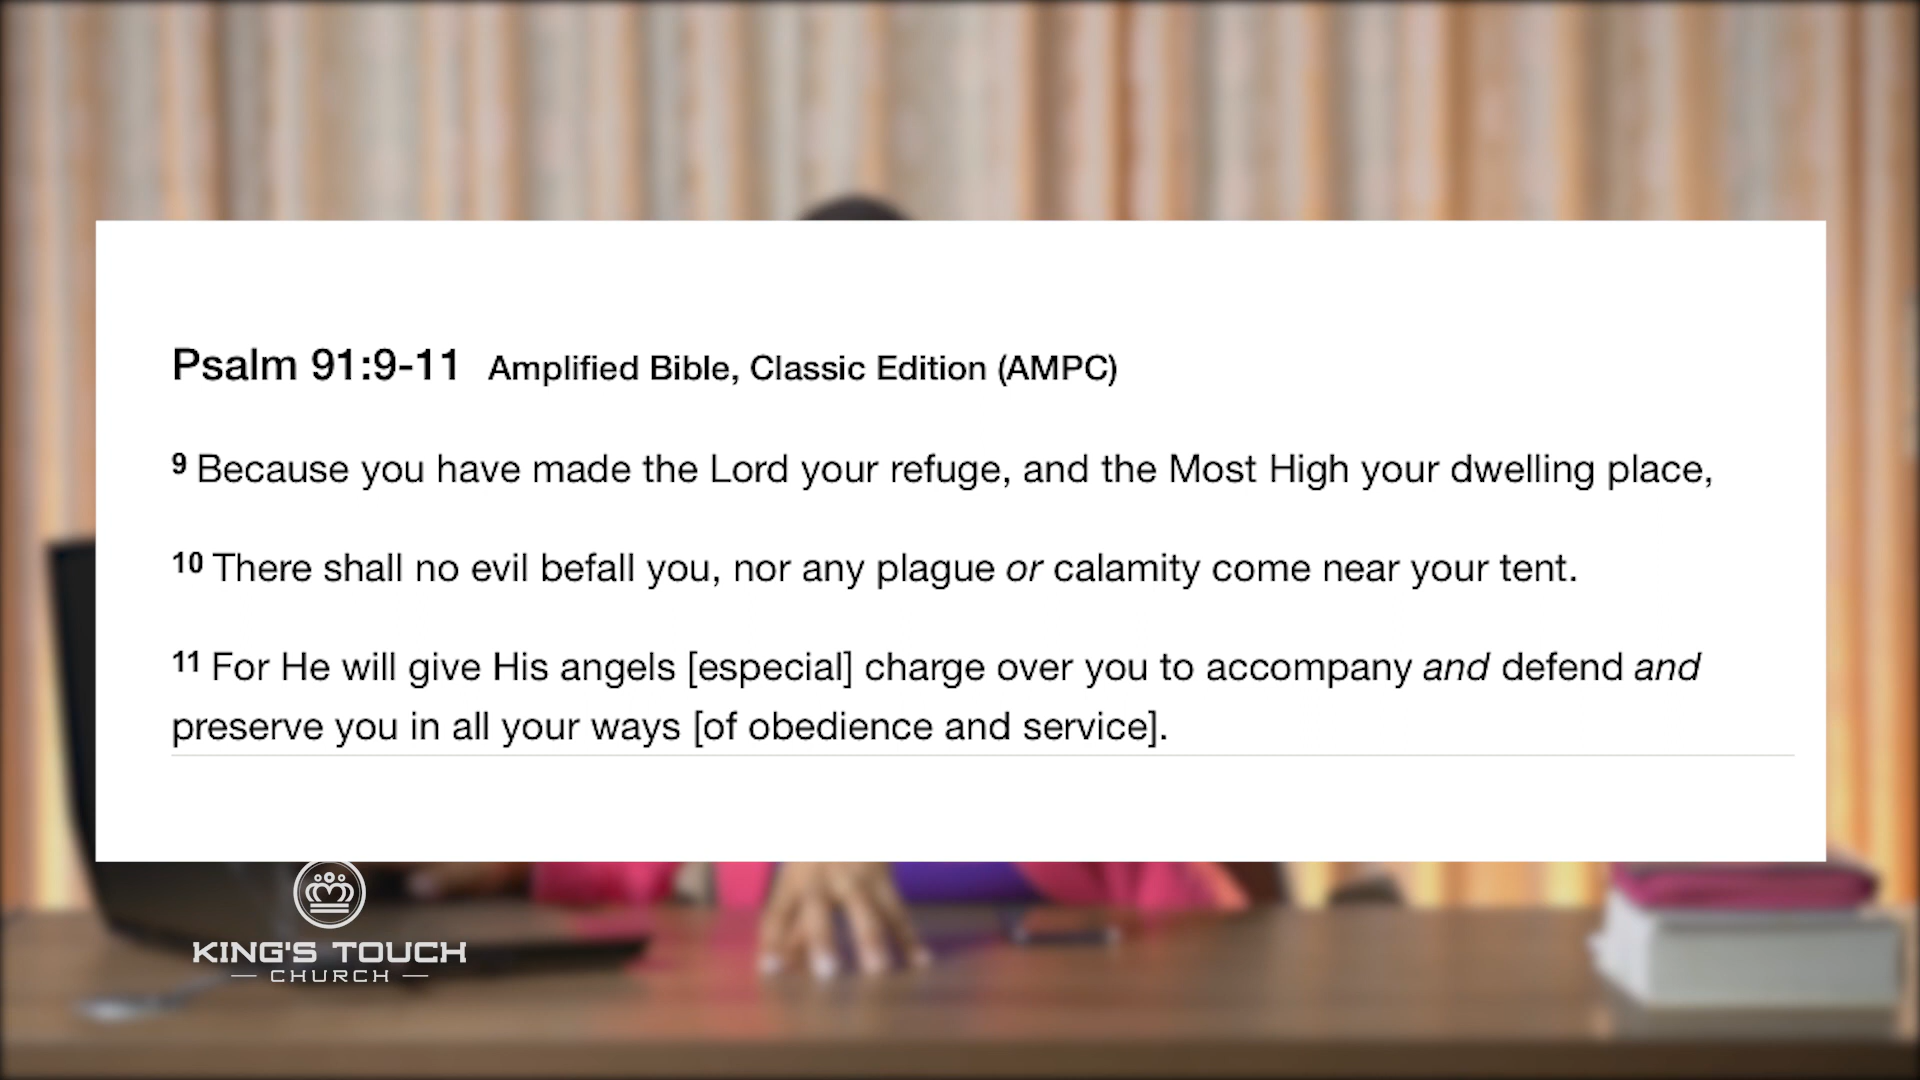 Psalm 91:9-11 Amplified Bible, Classic Edition (AMPC)
9 Because you have made the Lord your refuge, and the Most High your dwelling place,
10 There shall no evil befall you, nor any plague or calamity come near your tent.
11 For He will give His angels [especial] charge over you to accompany and defend and
preserve you in all your ways [of obedience and service].
KING'S TOUCH
CHURCH